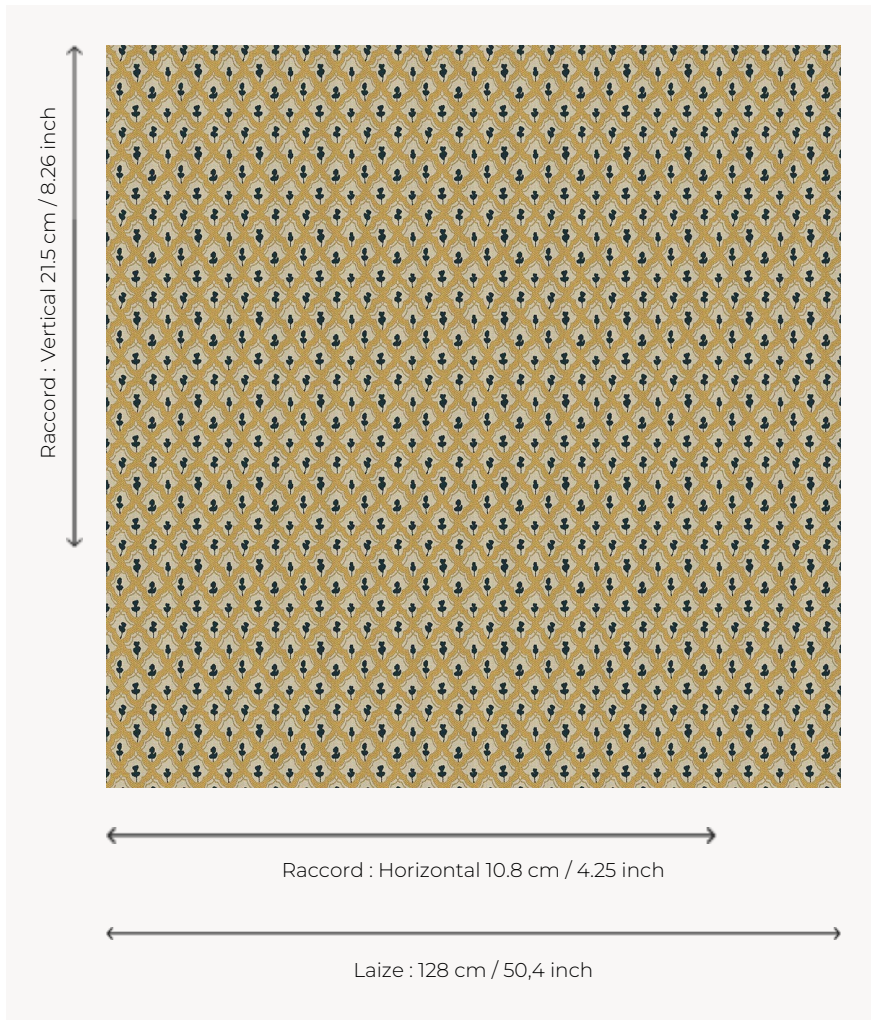 Raccord : Vertical 21.5 cm / 8.26 inch
Raccord : Horizontal 10.8 cm / 4.25 inch
Laize : 128 cm / 50,4 inch